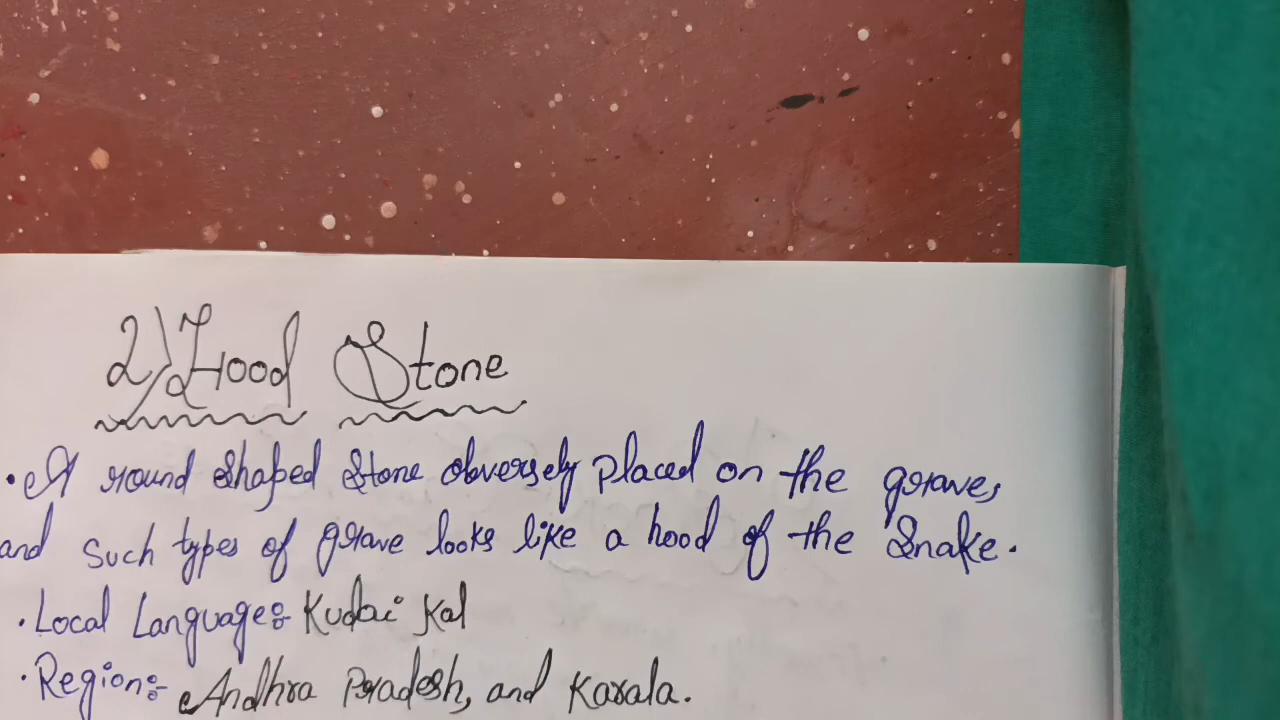 2) Hood Stone
• A round shaped stone obversely placed on the grave,
and such types of grave looks like a hood of the snake.
• Local Language:- Kudai Kal
• Region:- Andhra Pradesh, and Karala.